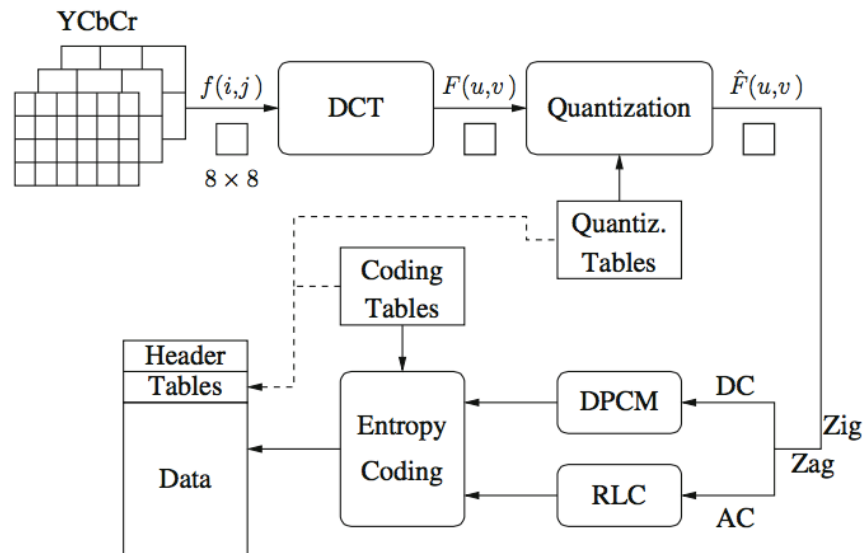 YCbCr
f(i,j)
8 × 8
DCT
F(u,v)
Quantization
F̂(u,v)
Quantiz.
Tables
Coding
Tables
Header
Tables
Data
Entropy
Coding
DPCM
DC
RLC
AC
Zig
Zag